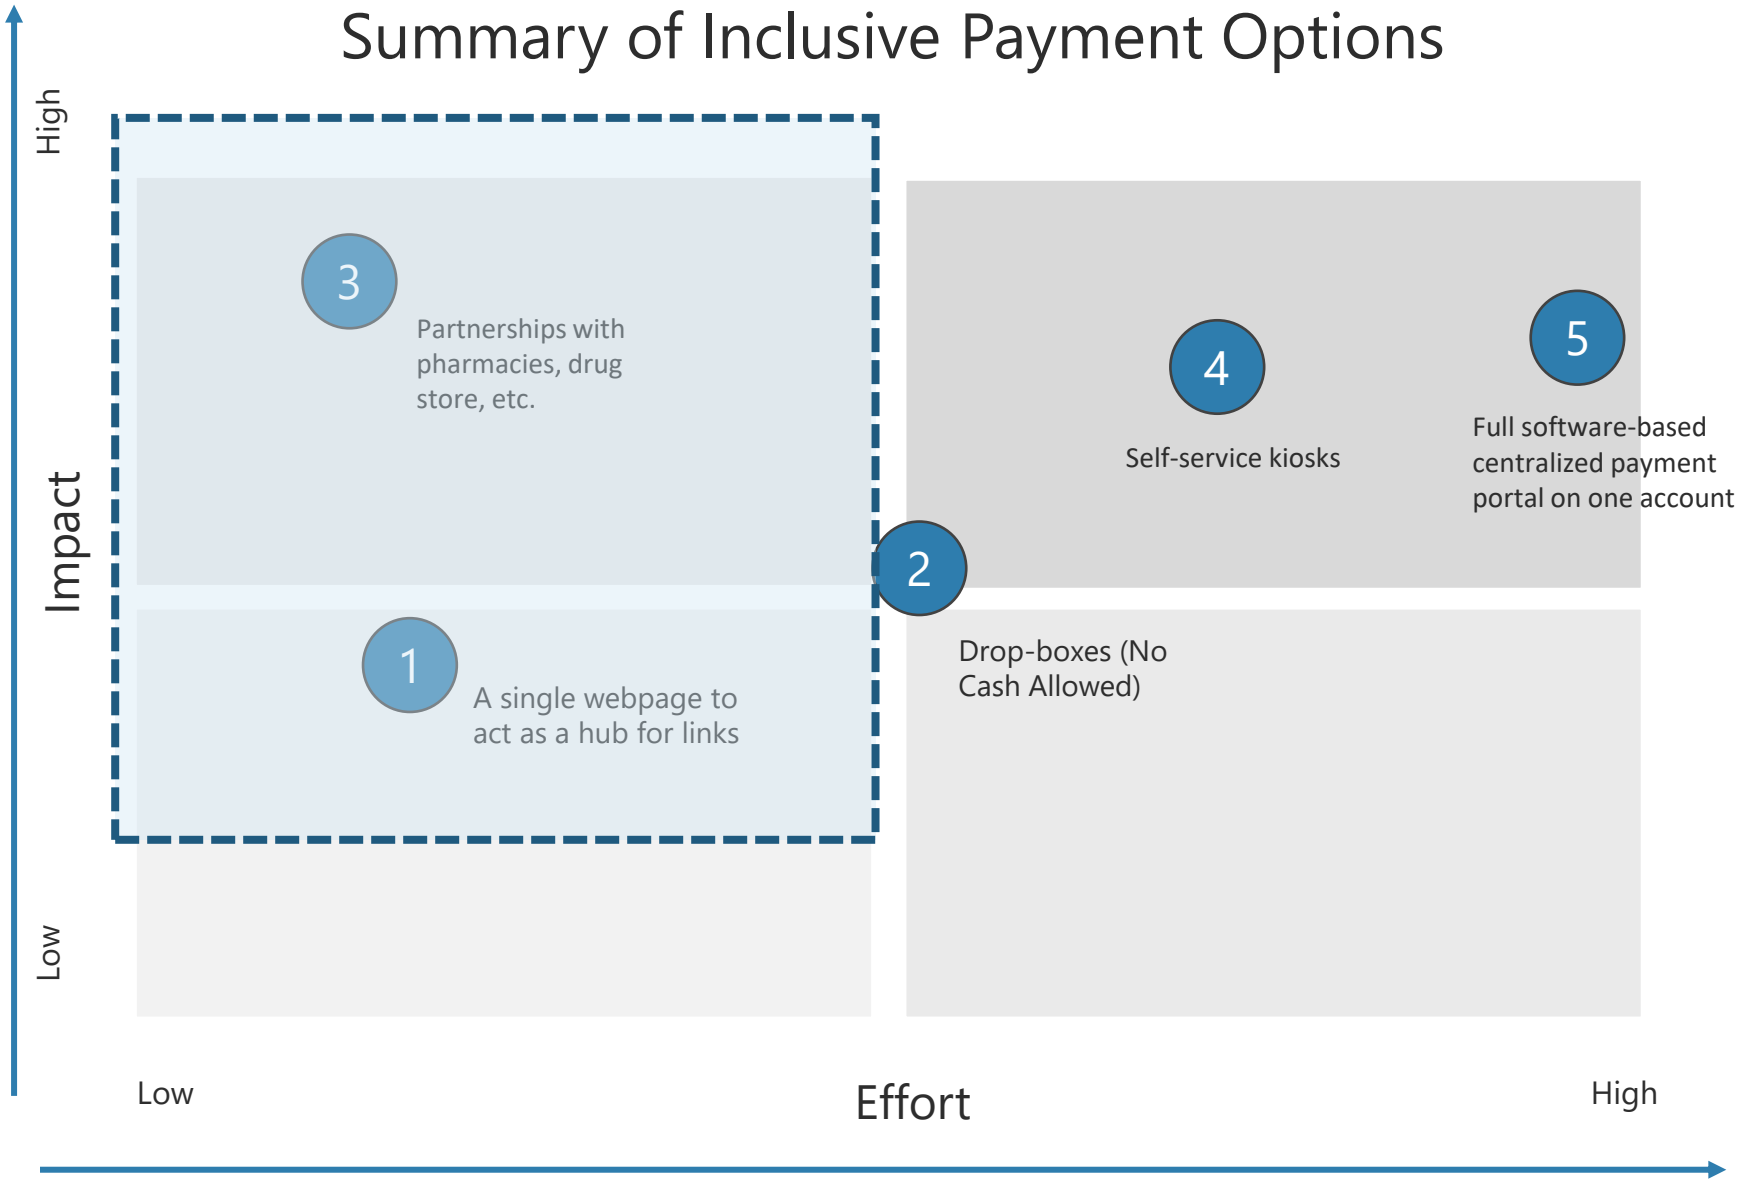 Summary of Inclusive Payment Options
High
3
Partnerships with
pharmacies, drug
store, etc.
4
Self-service kiosks
5
Full software-based
centralized payment
portal on one account
Impact
2
Drop-boxes (No
Cash Allowed)
1
A single webpage to
act as a hub for links
Low
Low
Effort
High